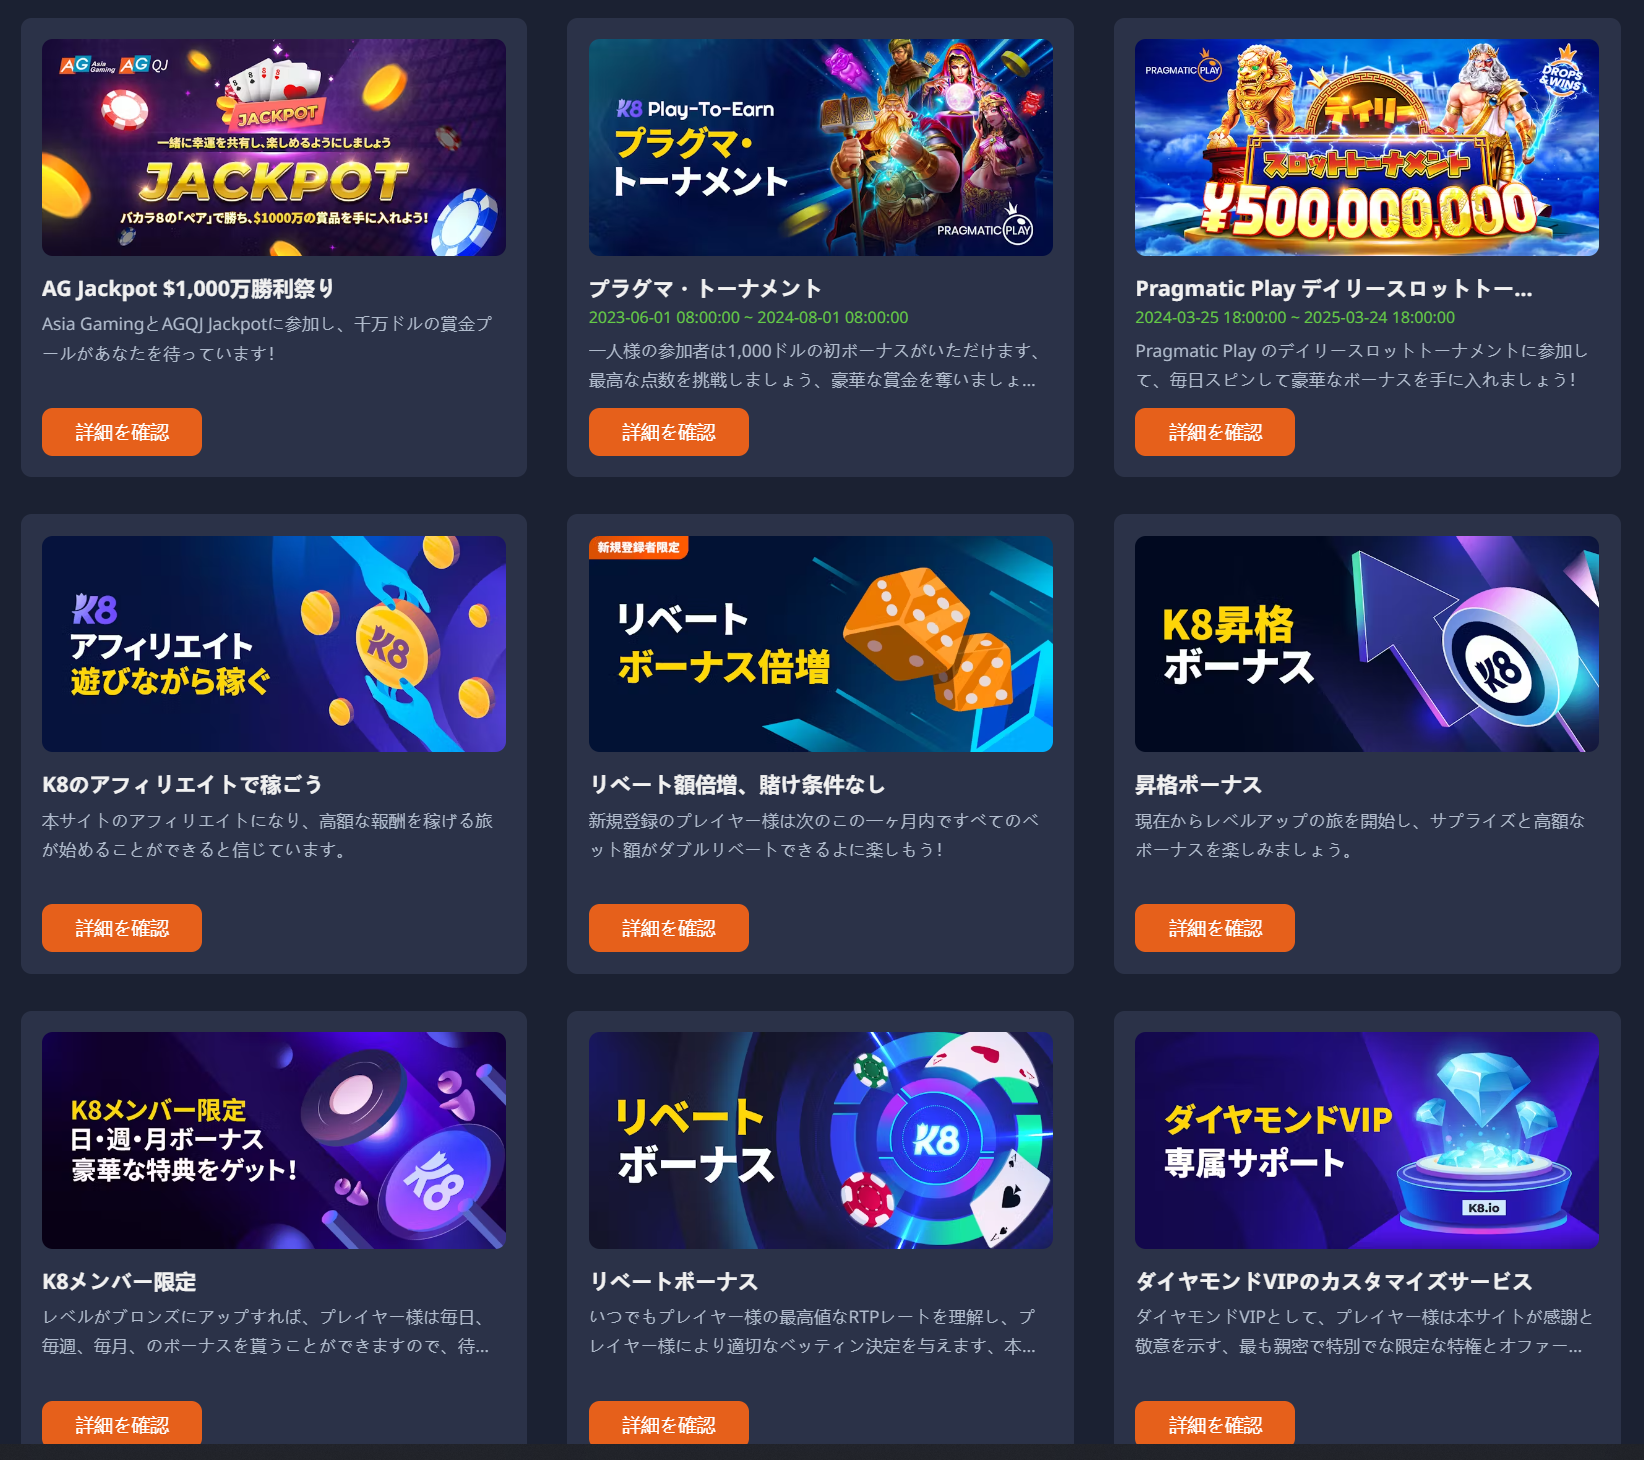 AG Asia Gaming AG QJ
JACKPOT
一緒に幸運を共有し、楽しめるようにしましょう
JACKPOT
バカラ8の「ペア」で勝ち、$1000万の賞品を手に入れよう!
AG Jackpot $1,000万勝利祭り
Asia GamingとAGQJ Jackpotに参加し、千万ドルの賞金プ
ールがあなたを待っています!
詳細を確認
K8 Play-To-Earn
プラグマ・
トーナメント
PRAGMATIC PLAY
プラグマ・トーナメント
2023-06-01 08:00:00 ~ 2024-08-01 08:00:00
一人様の参加者は1,000ドルの初ボーナスがいただけます、
最高な点数を挑戦しましょう、豪華な賞金を奪いましょ...
詳細を確認
PRAGMATIC PLAY
DROPS
&WINS
デイリー
スロットトーナメント
¥500,000,000
Pragmatic Play デイリースロットトー...
2024-03-25 18:00:00 ~ 2025-03-24 18:00:00
Pragmatic Play のデイリースロットトーナメントに参加し
て、毎日スピンして豪華なボーナスを手に入れましょう!
詳細を確認
K8
アフィリエイト
遊びながら稼ぐ
K8
K8のアフィリエイトで稼ごう
本サイトのアフィリエイトになり、高額な報酬を稼げる旅
が始めることができると信じています。
詳細を確認
新規登録者限定
リベート
ボーナス倍増
リベート額倍増、賭け条件なし
新規登録のプレイヤー様は次のこの一ヶ月内ですべてのベ
ット額がダブルリベートできるよに楽しもう!
詳細を確認
K8昇格
ボーナス
K8
昇格ボーナス
現在からレベルアップの旅を開始し、サプライズと高額な
ボーナスを楽しみましょう。
詳細を確認
K8メンバー限定
日・週・月ボーナス
豪華な特典をゲット!
K8
K8メンバー限定
レベルがブロンズにアップすれば、プレイヤー様は毎日、
毎週、毎月、のボーナスを貰うことができますので、待...
詳細を確認
リベート
ボーナス
K8
リベートボーナス
いつでもプレイヤー様の最高値なRTPレートを理解し、プ
レイヤー様により適切なベッティン決定を与えます、本...
詳細を確認
ダイヤモンドVIP
専属サポート
K8.io
ダイヤモンドVIPのカスタマイズサービス
ダイヤモンドVIPとして、プレイヤー様は本サイトが感謝と
敬意を示す、最も親密で特別でな限定な特権とオファー...
詳細を確認